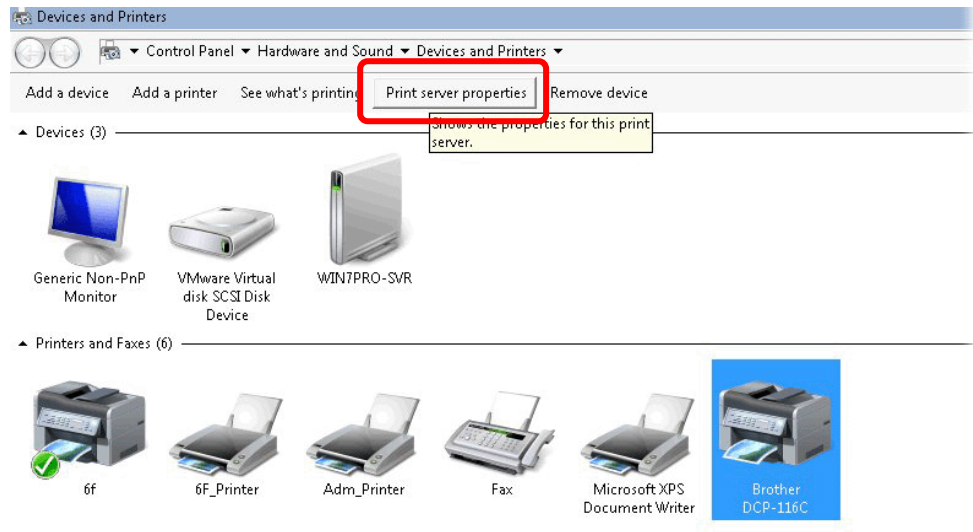 Devices and Printers
Control Panel ▾ Hardware and Sound ▾ Devices and Printers ▾
Add a device Add a printer See what's printing Print server properties Remove device
Shows the properties for this print
server.
Devices (3)
Generic Non-PnP
Monitor
VMware Virtual
disk SCSI Disk
Device
WIN7PRO-SVR
Printers and Faxes (6)
6f
6F_Printer
Adm_Printer
Fax
Microsoft XPS
Document Writer
Brother
DCP-116C